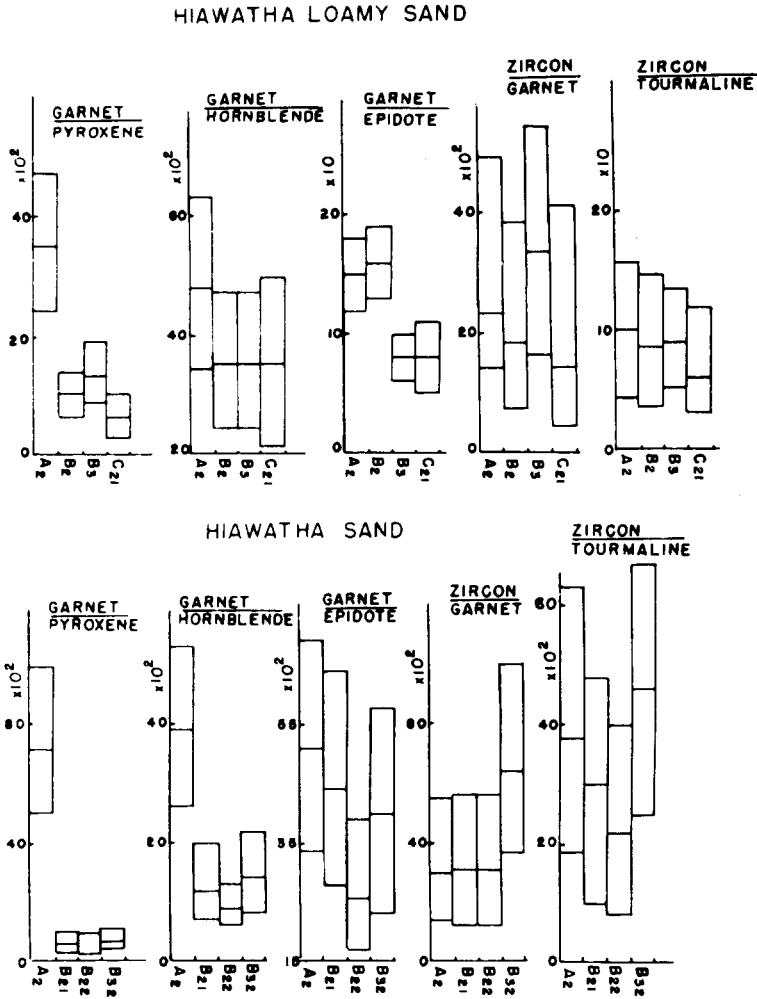 HIAWATHA LOAMY SAND
GARNET
PYROXENE
x10²
40
20
0
A2 B2 B3 C21
GARNET
HORNBLENDE
x10²
60
40
20
A2 B2 B3 C21
GARNET
EPIDOTE
x10
20
10
0
A2 B2 B3 C21
ZIRCON
GARNET
x10²
40
20
0
A2 B2 B3 C21
ZIRCON
TOURMALINE
x10
20
10
0
A2 B2 B3 C21
HIAWATHA SAND
GARNET
PYROXENE
x10²
80
40
0
A2 B21 B22 B32
GARNET
HORNBLENDE
x10²
40
20
0
A2 B21 B22 B32
GARNET
EPIDOTE
x10²
A2 B21 B22 B32
ZIRCON
GARNET
x10²
40
0
A2 B21 B22 B32
ZIRCON
TOURMALINE
x10²
60
40
20
0
A2 B21 B22 B32